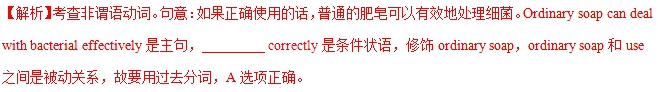 【解析】考查非谓语动词。句意：如果正确使用的话，普通的肥皂可以有效地处理细菌。Ordinary soap can deal
with bacterial effectively 是主句，_________ correctly 是条件状语，修饰 ordinary soap，ordinary soap 和 use
之间是被动关系，故要用过去分词，A 选项正确。